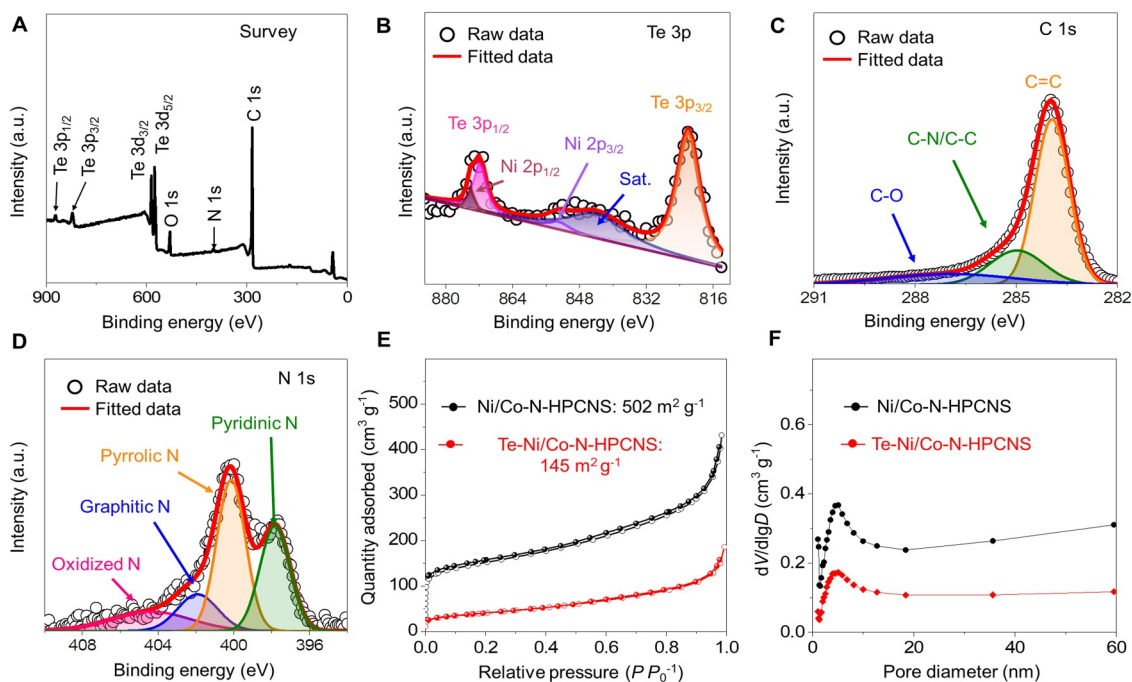 A
Survey
Te 3p1/2
Te 3p3/2
Te 3d3/2
Te 3d5/2
O 1s
N 1s
C 1s
Intensity (a.u.)
900
600
300
0
Binding energy (eV)
B
Raw data
Fitted data
Te 3p
Te 3p1/2
Ni 2p1/2
Ni 2p3/2
Sat.
Te 3p3/2
Intensity (a.u.)
880
864
848
832
816
Binding energy (eV)
C
Raw data
Fitted data
C 1s
C=C
C-N/C-C
C-O
Intensity (a.u.)
291
288
285
282
Binding energy (eV)
D
N 1s
Raw data
Fitted data
Pyridinic N
Pyrrolic N
Graphitic N
Oxidized N
Intensity (a.u.)
408
404
400
396
Binding energy (eV)
E
Quantity adsorbed (cm³ g⁻¹)
500
400
300
200
100
0
Ni/Co-N-HPCNS: 502 m² g⁻¹
Te-Ni/Co-N-HPCNS:
145 m² g⁻¹
0.0
0.2
0.4
0.6
0.8
1.0
Relative pressure (P P0⁻¹)
F
dV/dlgD (cm³ g⁻¹)
0.6
0.4
0.2
0.0
Ni/Co-N-HPCNS
Te-Ni/Co-N-HPCNS
0
20
40
60
Pore diameter (nm)